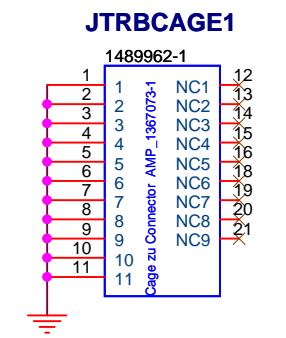 JTRBCAGE1
1489962-1
1 1 NC1 12
2 2 NC2 13
3 3 NC3 14
4 4 NC4 15
5 5 NC5 16
6 6 NC6 18
7 7 NC7 19
8 8 NC8 20
9 9 NC9 21
10 10
11 11
Cage zu Connector AMP_1367073-1